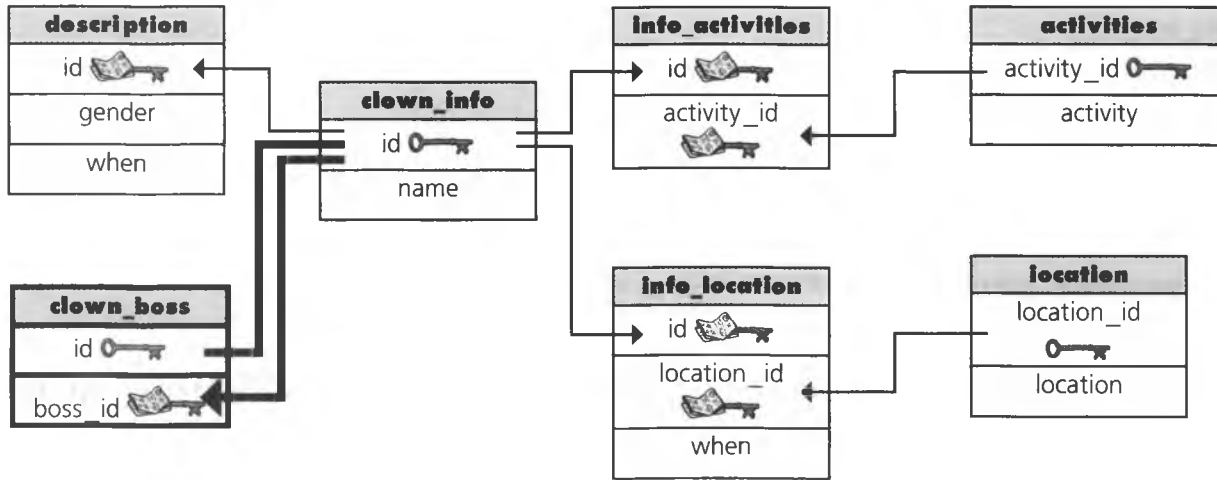 description
id
gender
when
clown_info
id
name
clown_boss
id
boss_id
info_activities
id
activity_id
activities
activity_id
activity
info_location
id
location_id
when
location
location_id
location